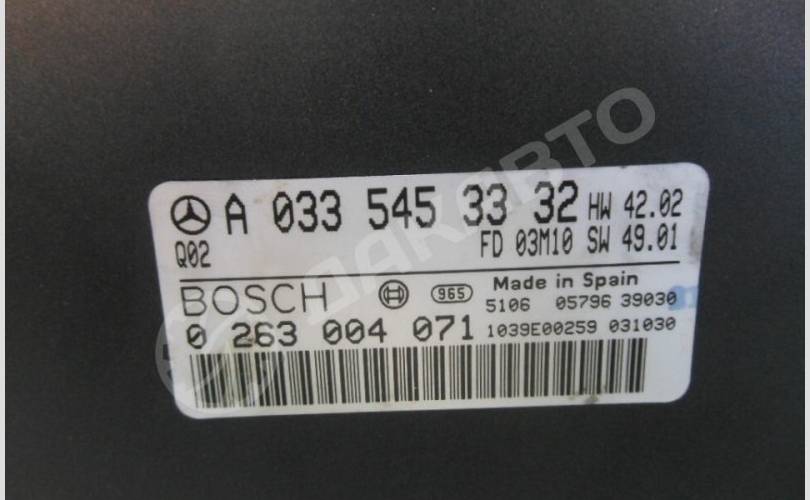 A 033 545 33 32 HW 42.02
Q02 FD 03M10 SW 49.01
BOSCH 965 Made in Spain
5106 05796 39030
0 263 004 071 1039E00259 031030
ДАКАВТО